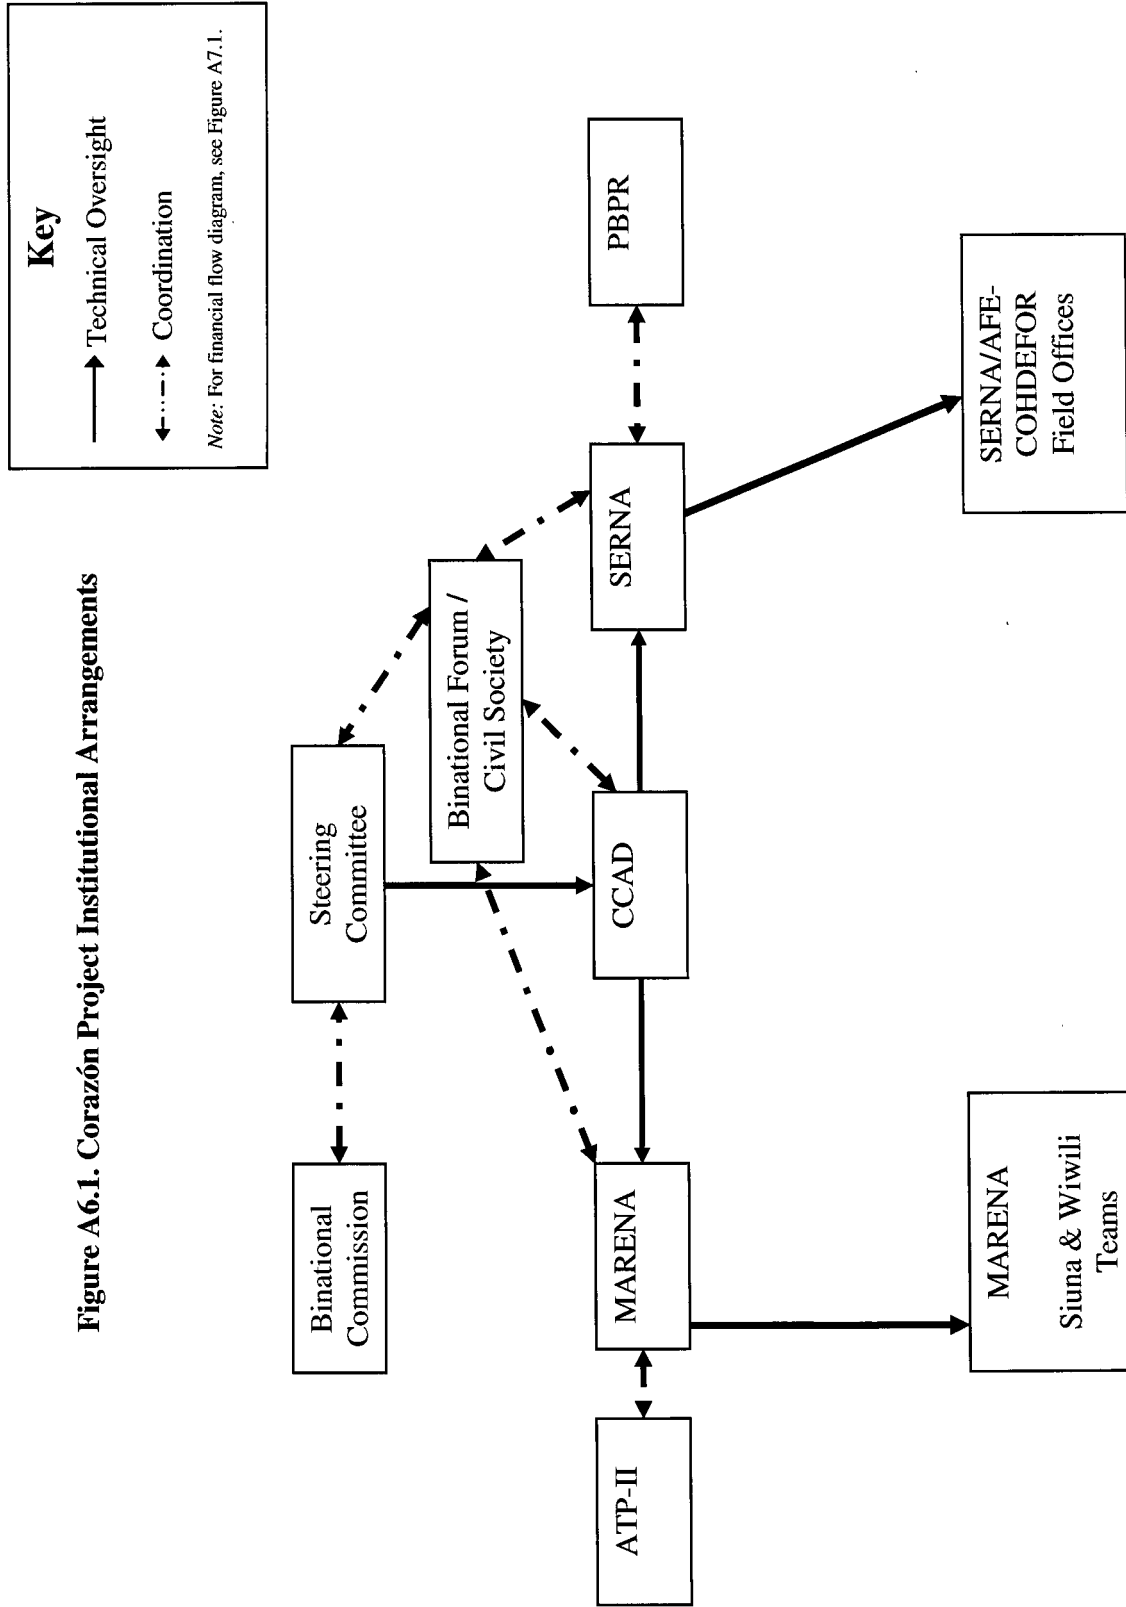 Figure A6.1. Corazón Project Institutional Arrangements
Key
Technical Oversight
Coordination
Note: For financial flow diagram, see Figure A7.1.
Binational
Commission
Steering
Committee
Binational Forum /
Civil Society
ATP-II
MARENA
CCAD
SERNA
PBPR
MARENA
Siuna & Wiwili
Teams
SERNA/AFE-
COHDEFOR
Field Offices